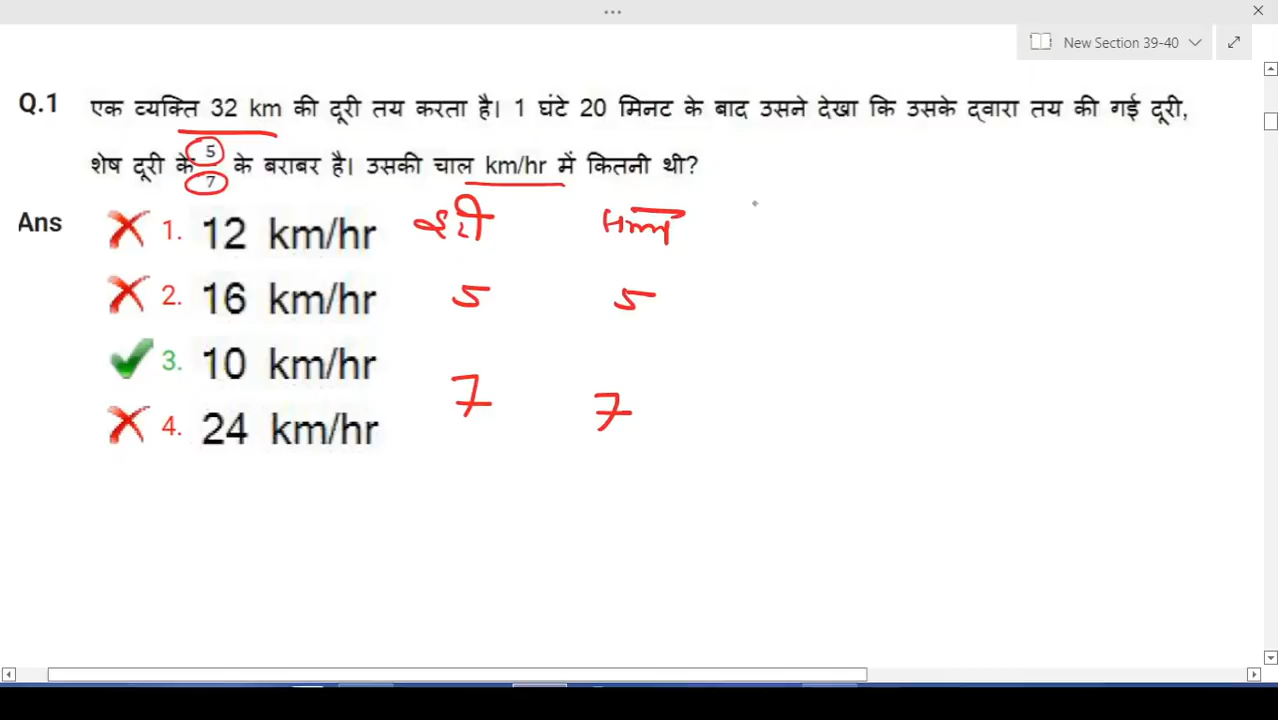 New Section 39-40
Q.1 एक व्यक्ति 32 km की दूरी तय करता है। 1 घंटे 20 मिनट के बाद उसने देखा कि उसके द्वारा तय की गई दूरी,
शेष दूरी के 5/7 के बराबर है। उसकी चाल km/hr में कितनी थी?
Ans
1. 12 km/hr
दूरी
2. 16 km/hr
5 5
3. 10 km/hr
7 7
4. 24 km/hr